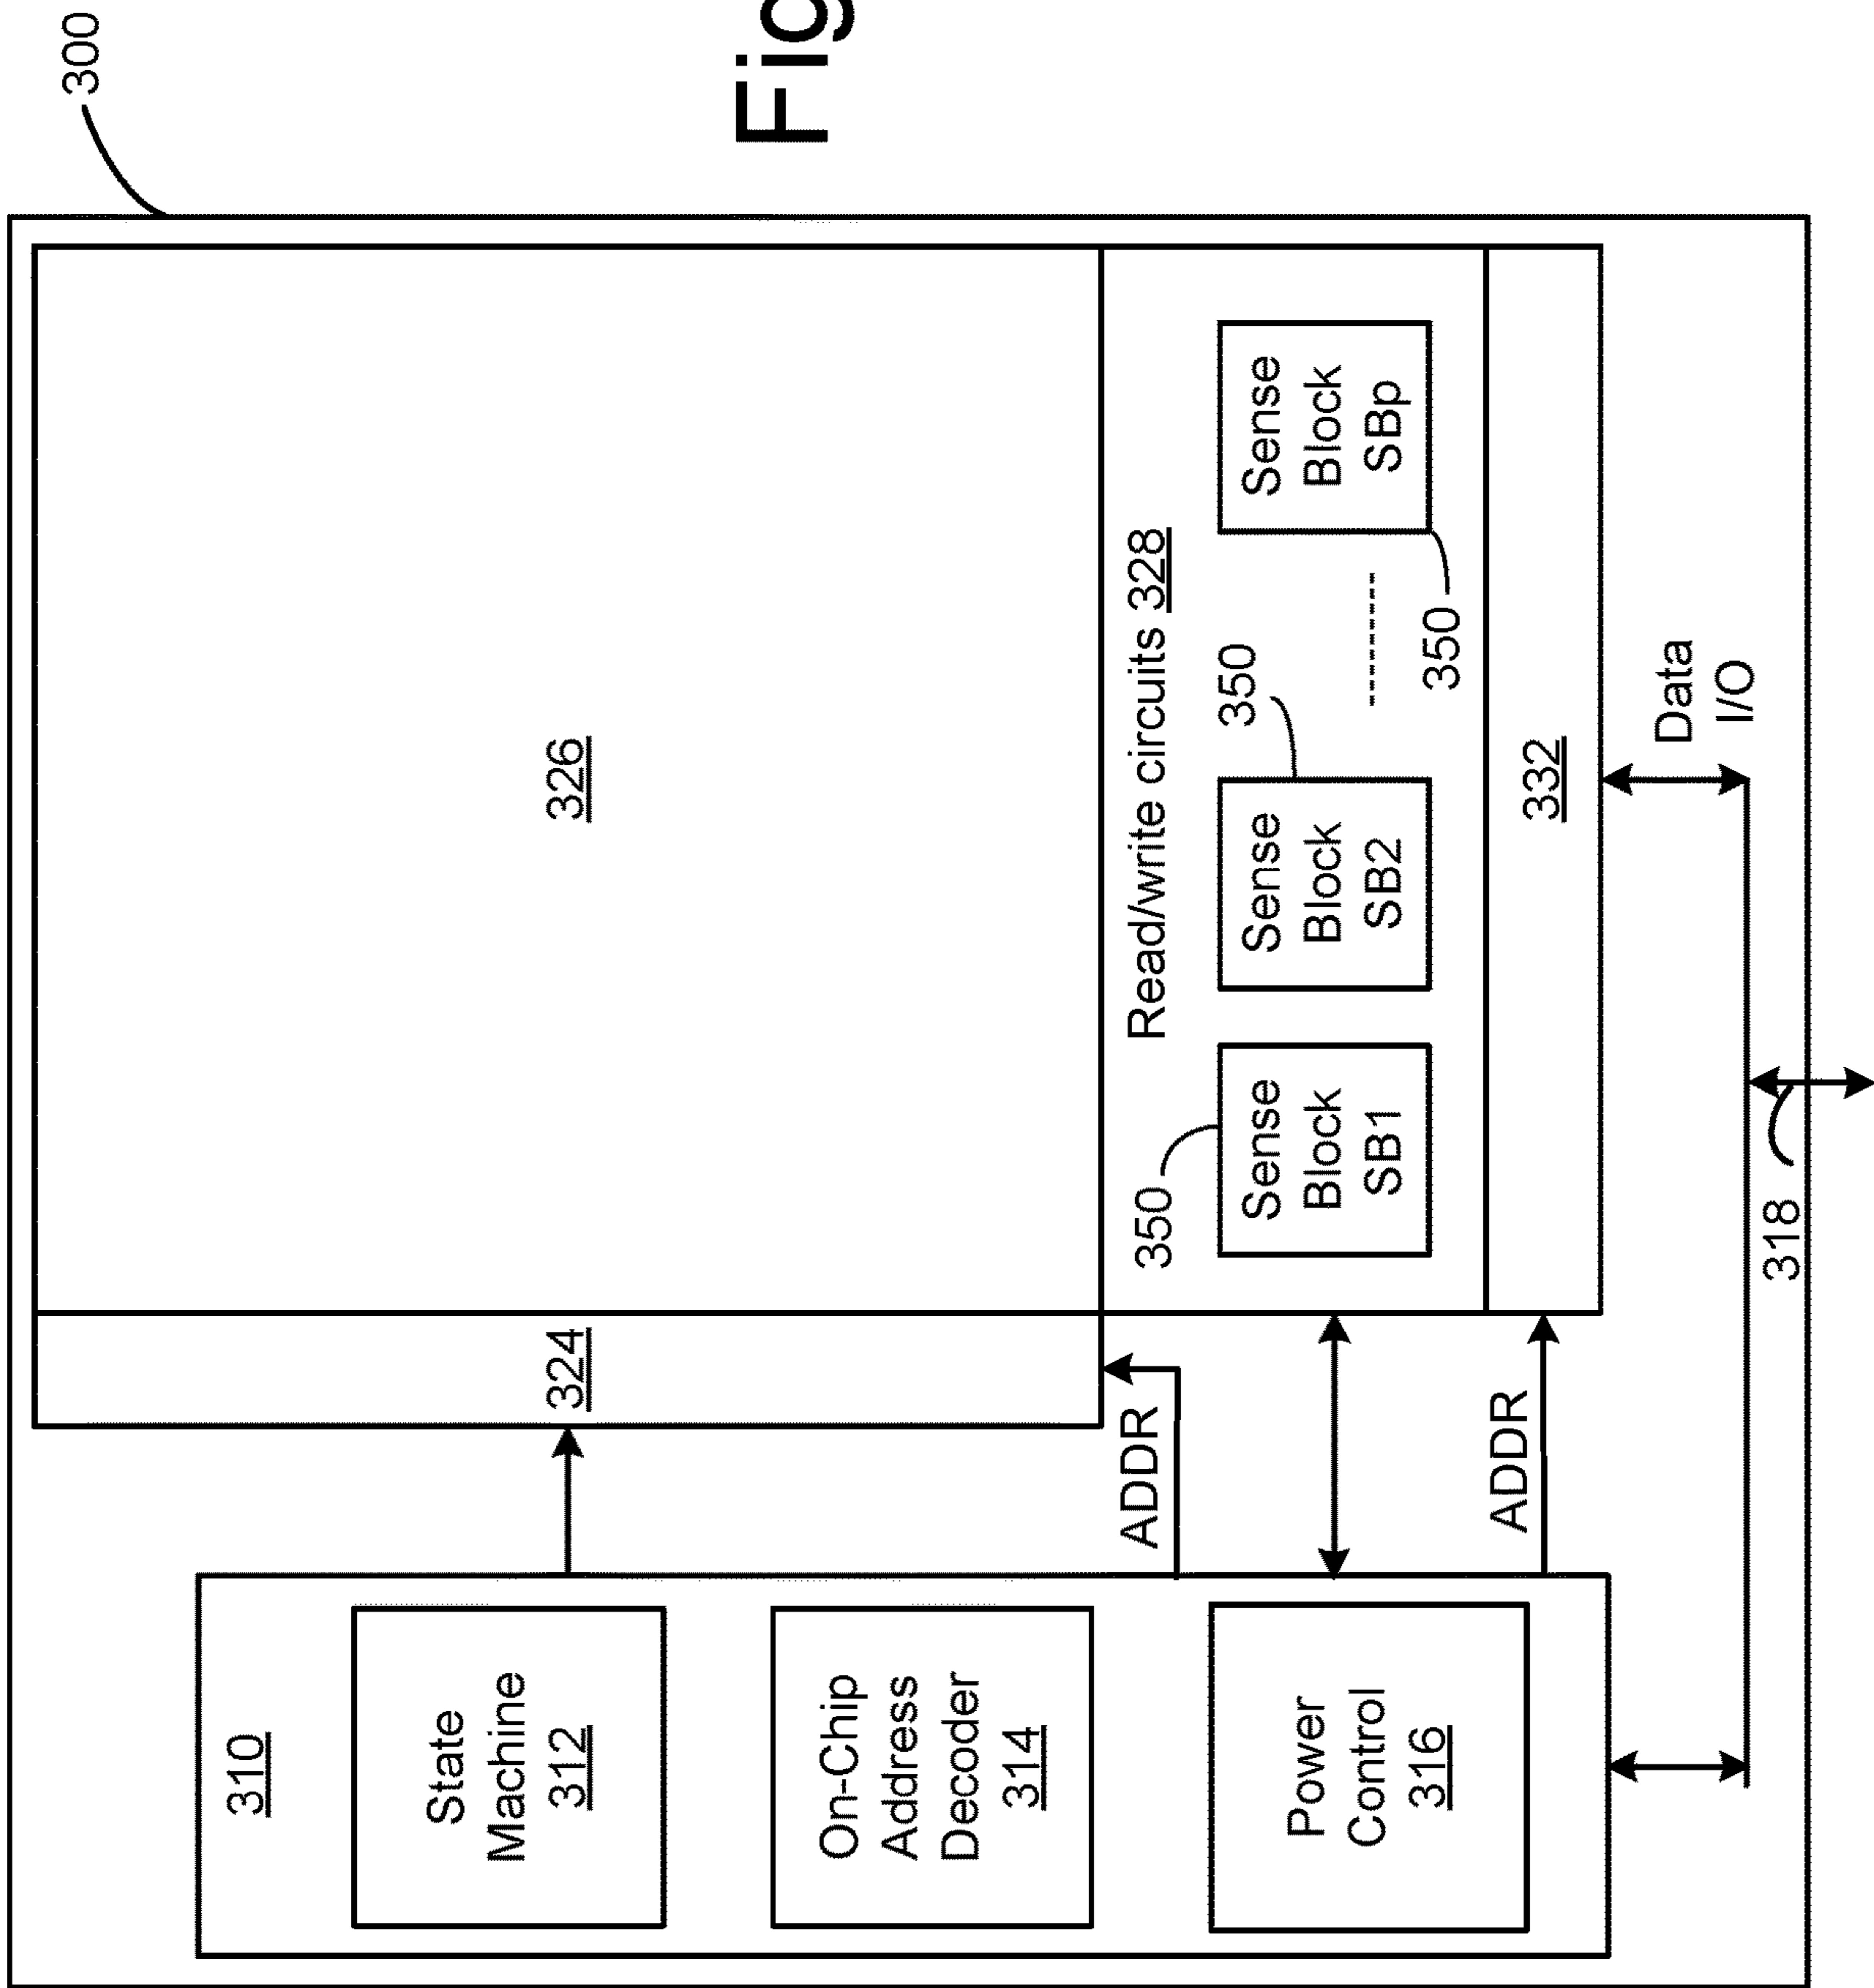 300
Fig
310
State
Machine
312
On-Chip
Address
Decoder
314
Power
Control
316
324
326
ADDR
ADDR
Read/write circuits 328
350
350
350
Sense
Block
SB1
Sense
Block
SB2
---------
Sense
Block
SBp
332
Data
I/O
318